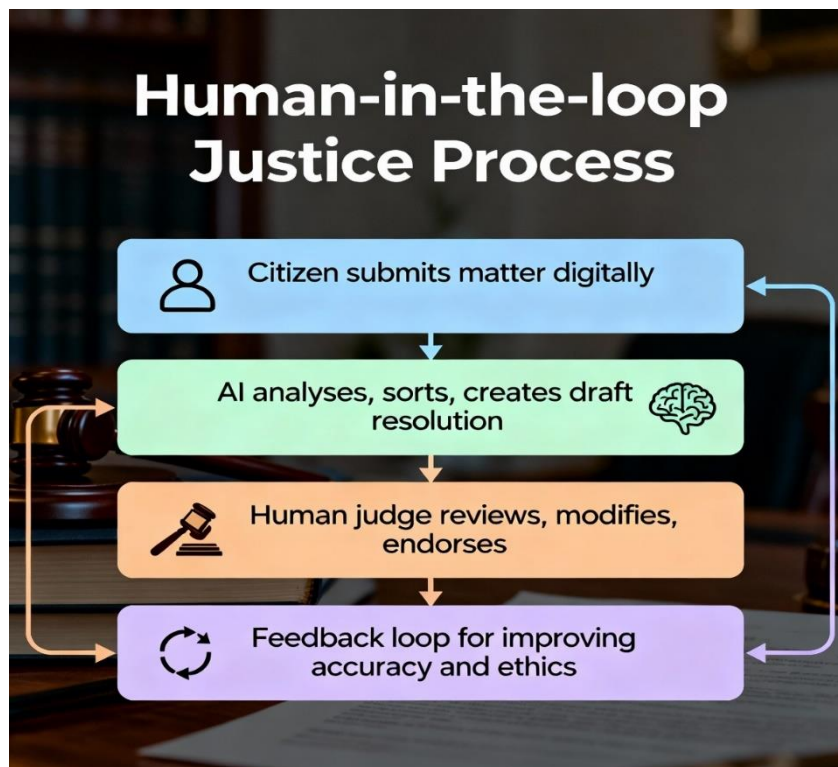 Human-in-the-loop
Justice Process
Citizen submits matter digitally
AI analyses, sorts, creates draft
resolution
Human judge reviews, modifies,
endorses
Feedback loop for improving
accuracy and ethics